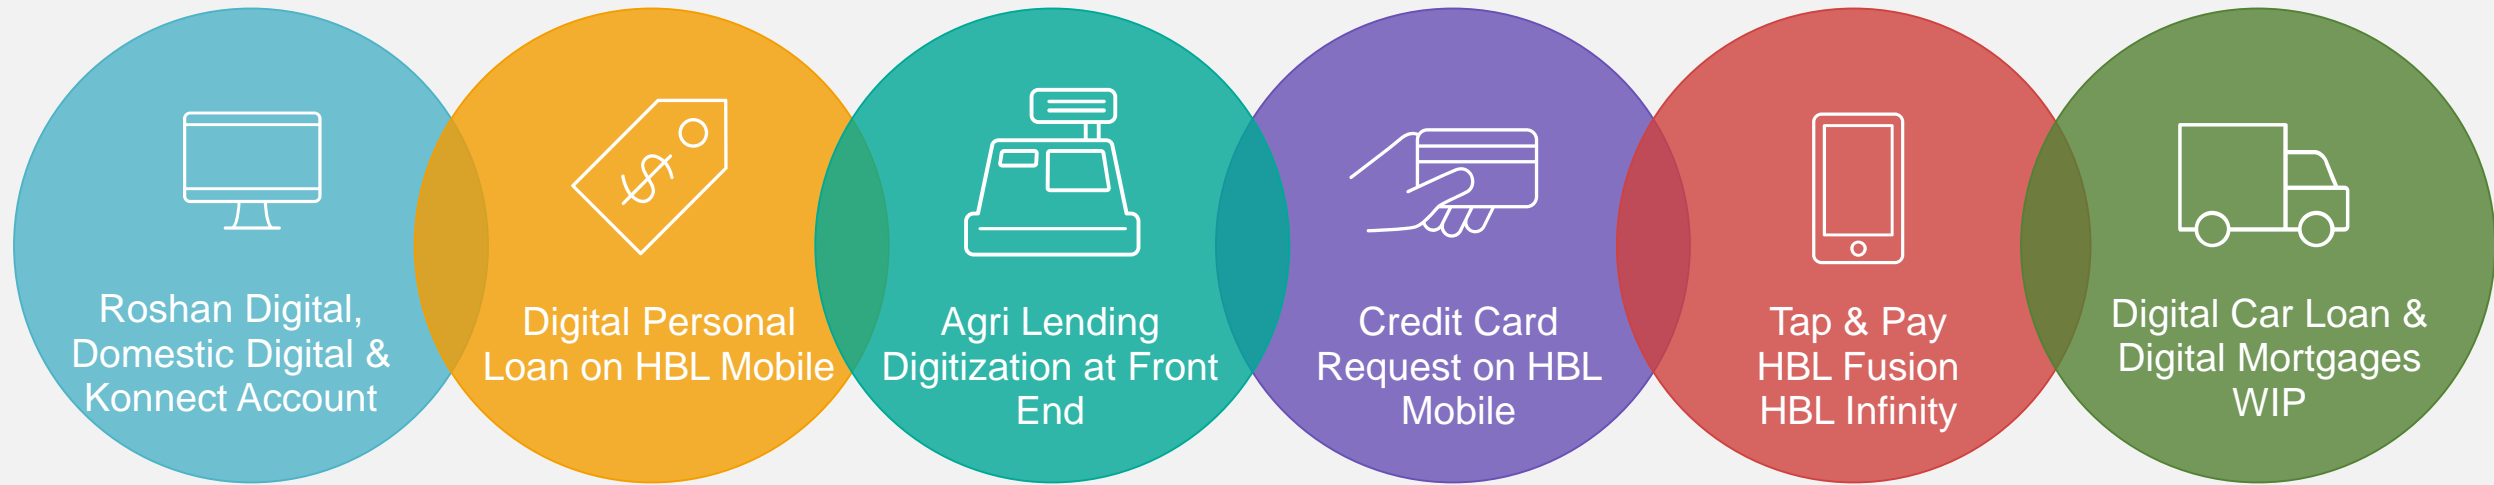 Roshan Digital,
Domestic Digital &
Konnect Account
Digital Personal
Loan on HBL Mobile
Agri Lending
Digitization at Front
End
Credit Card
Request on HBL
Mobile
Tap & Pay
HBL Fusion
HBL Infinity
Digital Car Loan &
Digital Mortgages
WIP